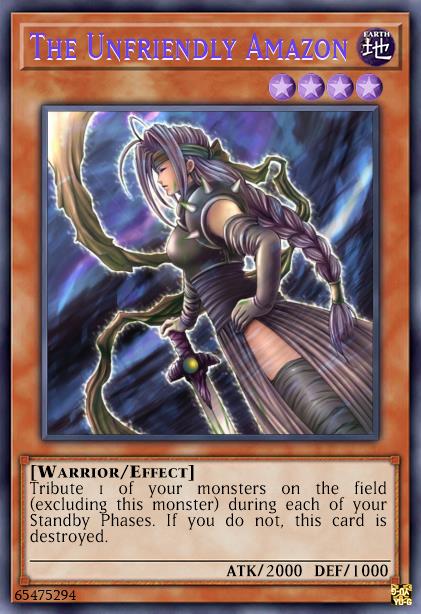 The Unfriendly Amazon
EARTH
地
[Warrior/Effect]
Tribute 1 of your monsters on the field
(excluding this monster) during each of your
Standby Phases. If you do not, this card is
destroyed.
ATK/2000 DEF/1000
65475294